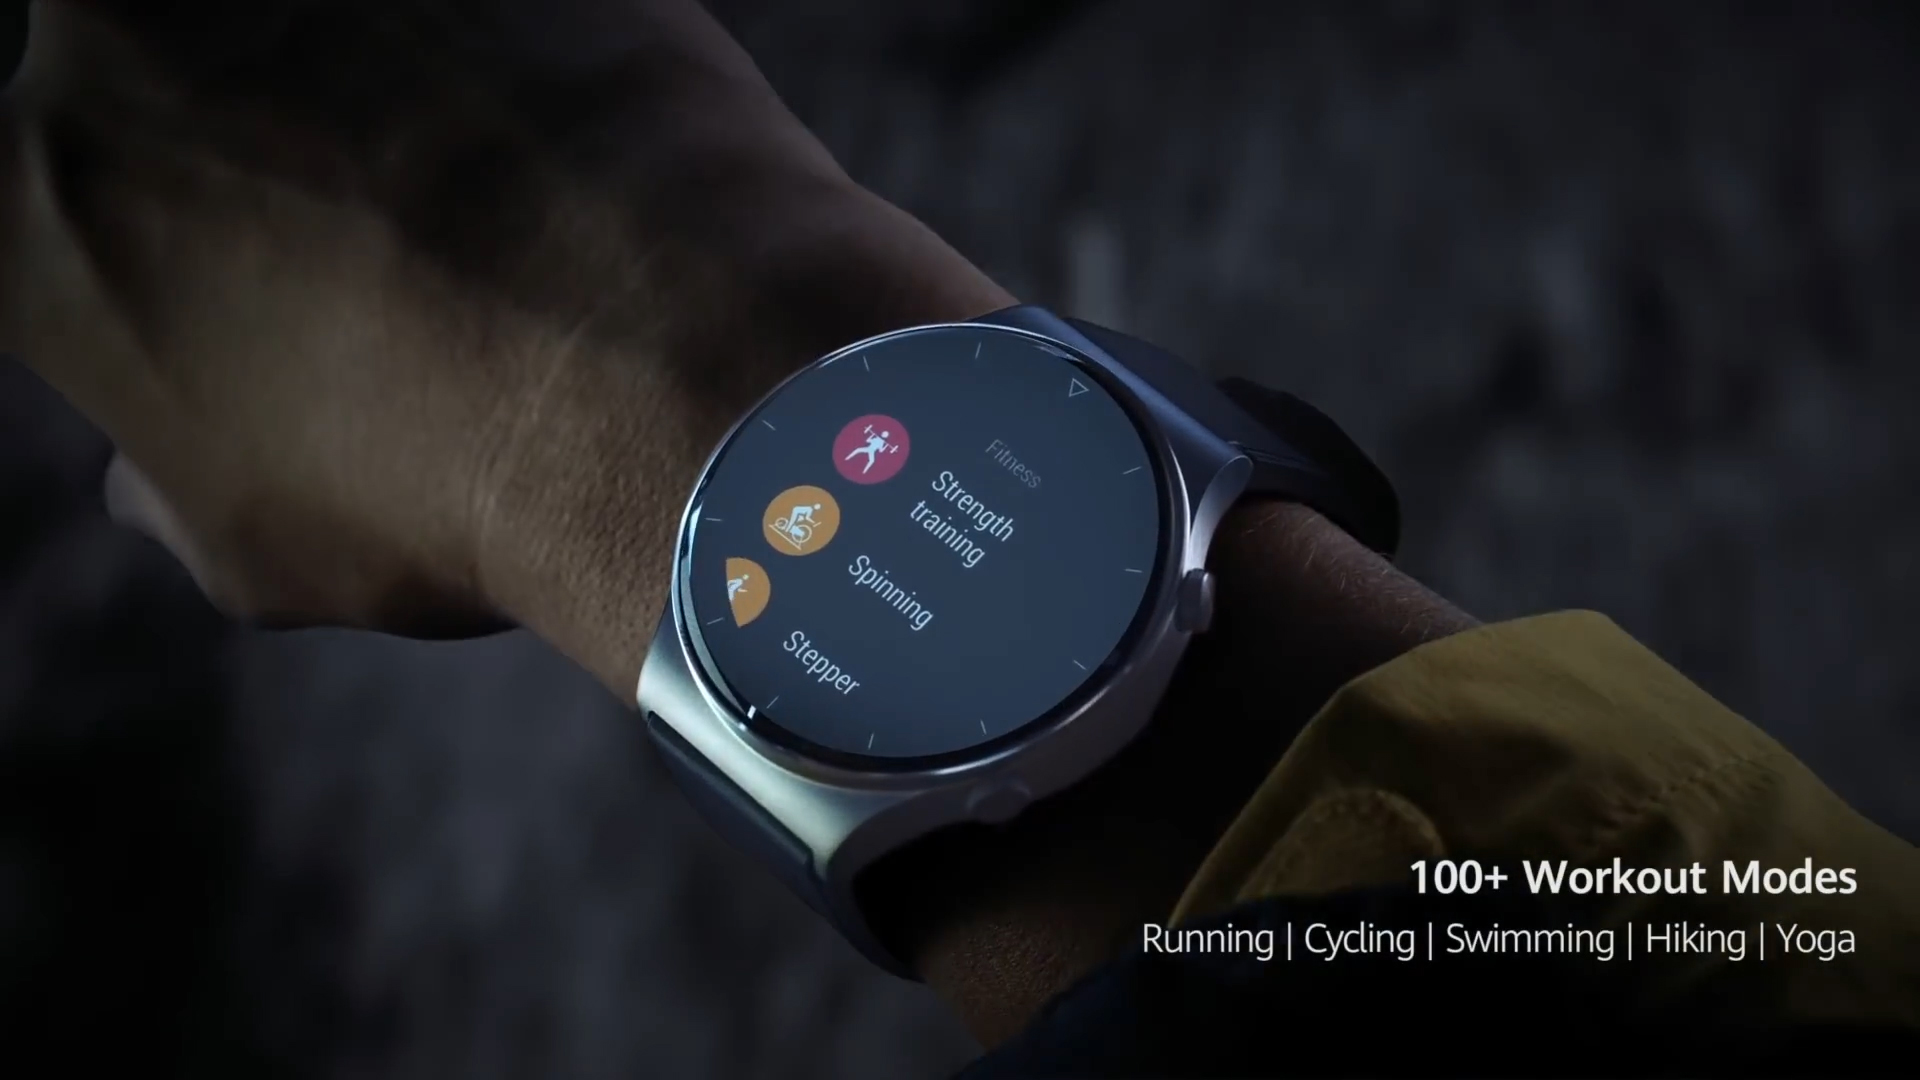 Fitness
Strength
training
Spinning
Stepper
100+ Workout Modes
Running | Cycling | Swimming | Hiking | Yoga